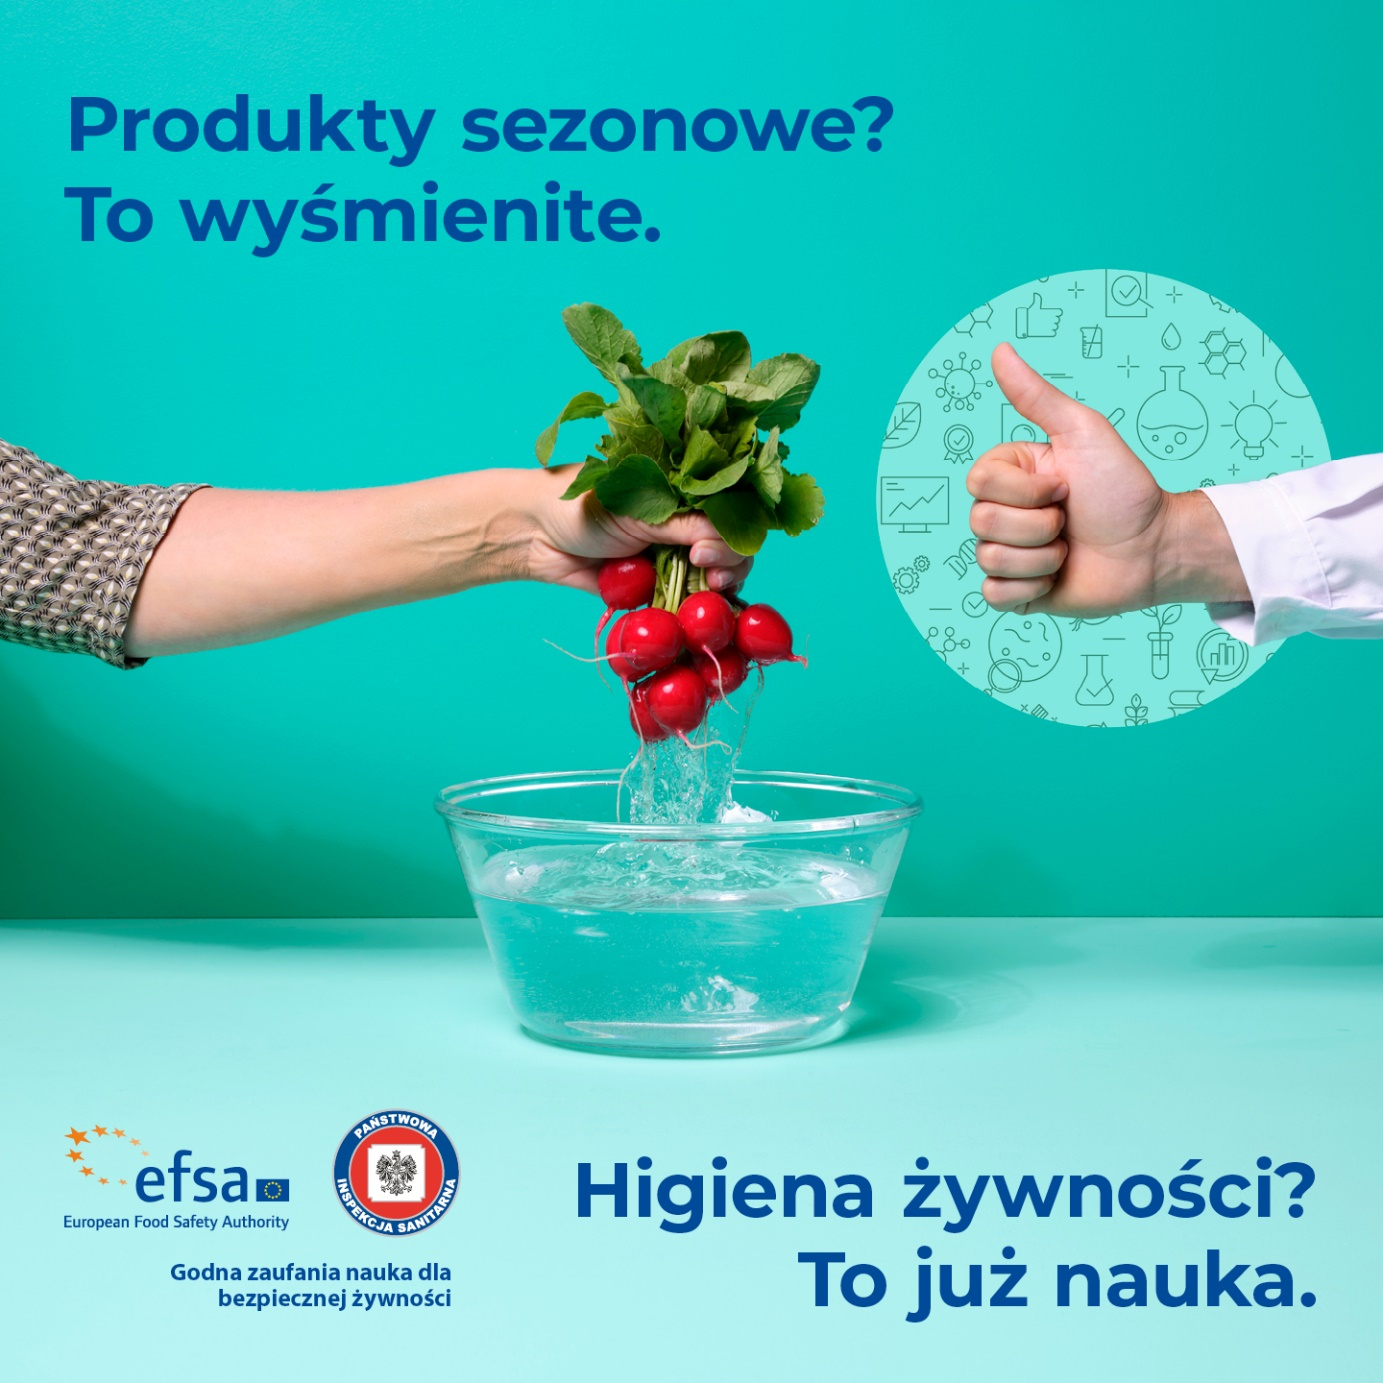 Produkty sezonowe?
To wyśmienite.
efsa
European Food Safety Authority
PAŃSTWOWA
INSPEKCJA SANITARNA
Godna zaufania nauka dla
bezpiecznej żywności
Higiena żywności?
To już nauka.